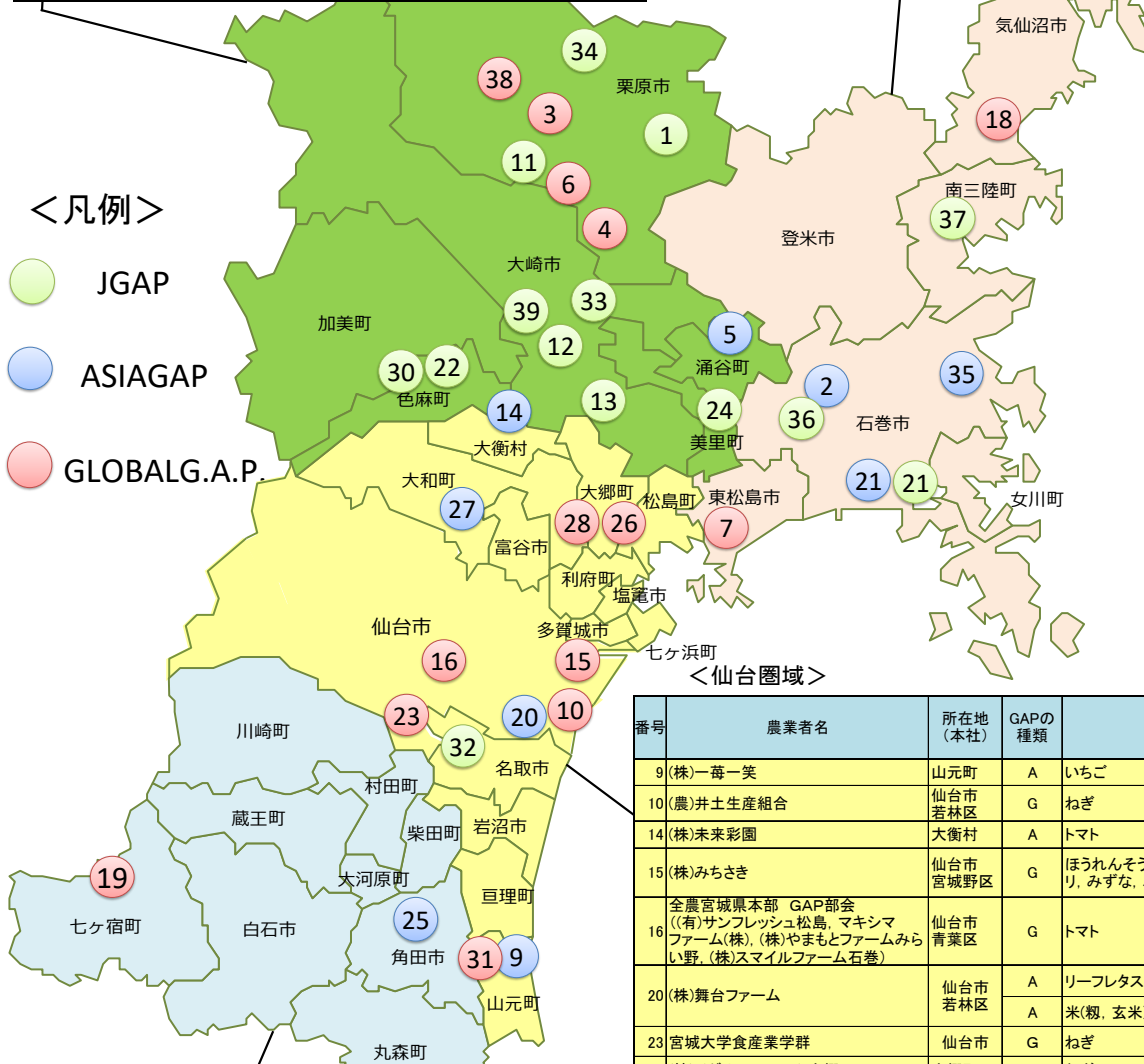 気仙沼市
34
38
栗原市
3
18
1
11
6
南三陸町
＜凡例＞
37
4
登米市
大崎市
JGAP
33
39
加美町
5
12
涌谷町
ASIAGAP
30
22
35
2
色麻町
13
24
14
36
石巻市
美里町
大衡村
GLOBALG.A.P.
大和町
21
21
大郷町
松島町
東松島市
女川町
27
28
26
7
富谷市
利府町
塩竃市
仙台市
多賀城市
七ヶ浜町
16
15
＜仙台圏域＞
23
20
10
川崎町
32
名取市
村田町
蔵王町
柴田町
岩沼市
19
大河原町
亘理町
七ヶ宿町
白石市
25
角田市
31
9
山元町
丸森町
番号 農業者名 所在地（本社） GAPの種類
9 (株)一苺一笑 山元町 A いちご
10 (農)井土生産組合 仙台市若林区 G ねぎ
14 (株)未来彩園 大衡村 A トマト
15 (株)みちさき 仙台市宮城野区 G ほうれんそう
リ, みずな,
16 全農宮城県本部 GAP部会
((有)サンフレッシュ松島, マキシマ
ファーム(株), (株)やまもとファームみら
い野, (株)スマイルファーム石巻) 仙台市青葉区 G トマト
20 (株)舞台ファーム 仙台市若林区 A リーフレタス
A 米(籾, 玄米
23 宮城大学食産業学群 仙台市 G ねぎ